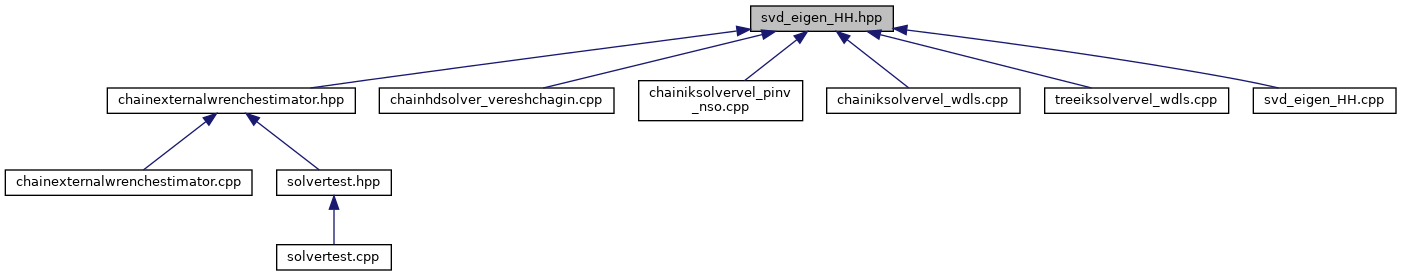 svd_eigen_HH.hpp
chainexternalwrenchestimator.hpp
chainhdsolver_vereshchagin.cpp
chainiksolvervel_pinv
_nso.cpp
chainiksolvervel_wdls.cpp
treeiksolvervel_wdls.cpp
svd_eigen_HH.cpp
chainexternalwrenchestimator.cpp
solvertest.hpp
solvertest.cpp